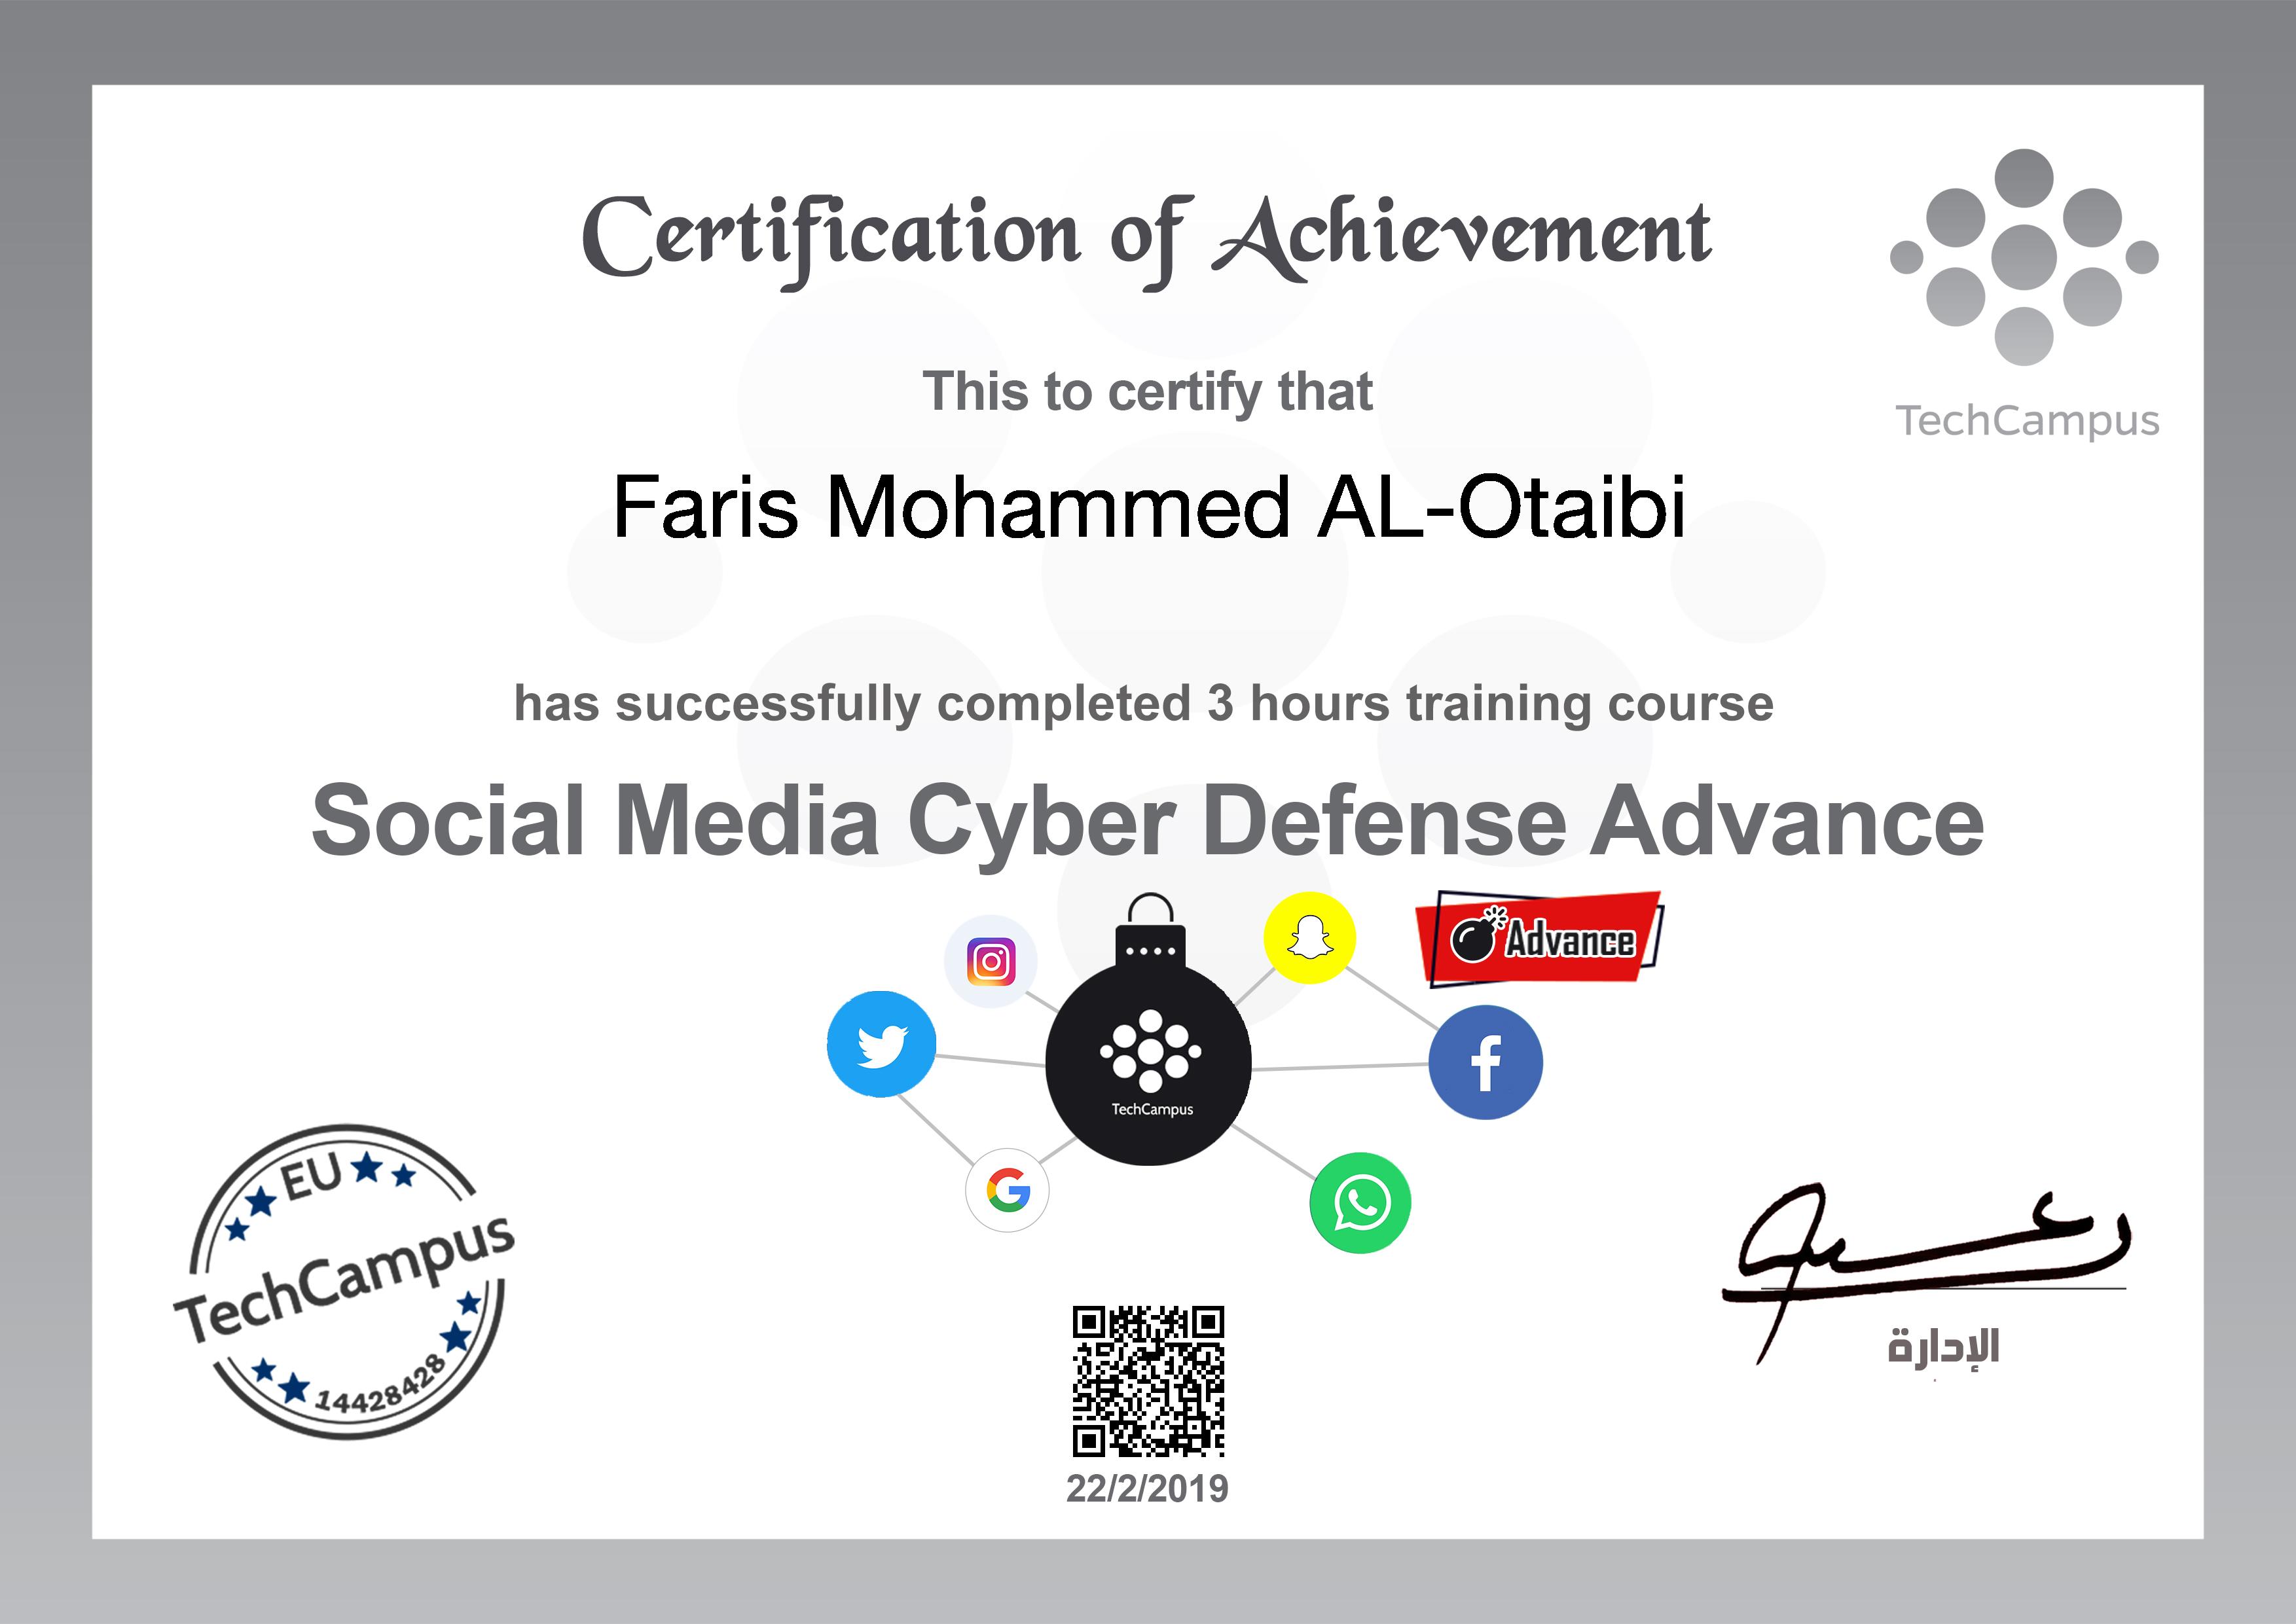 Certification of Achievement
TechCampus
This to certify that
Faris Mohammed AL-Otaibi
has successfully completed 3 hours training course
Social Media Cyber Defense Advance
Advance
TechCampus
EU
TechCampus
14428428
الإدارة
22/2/2019